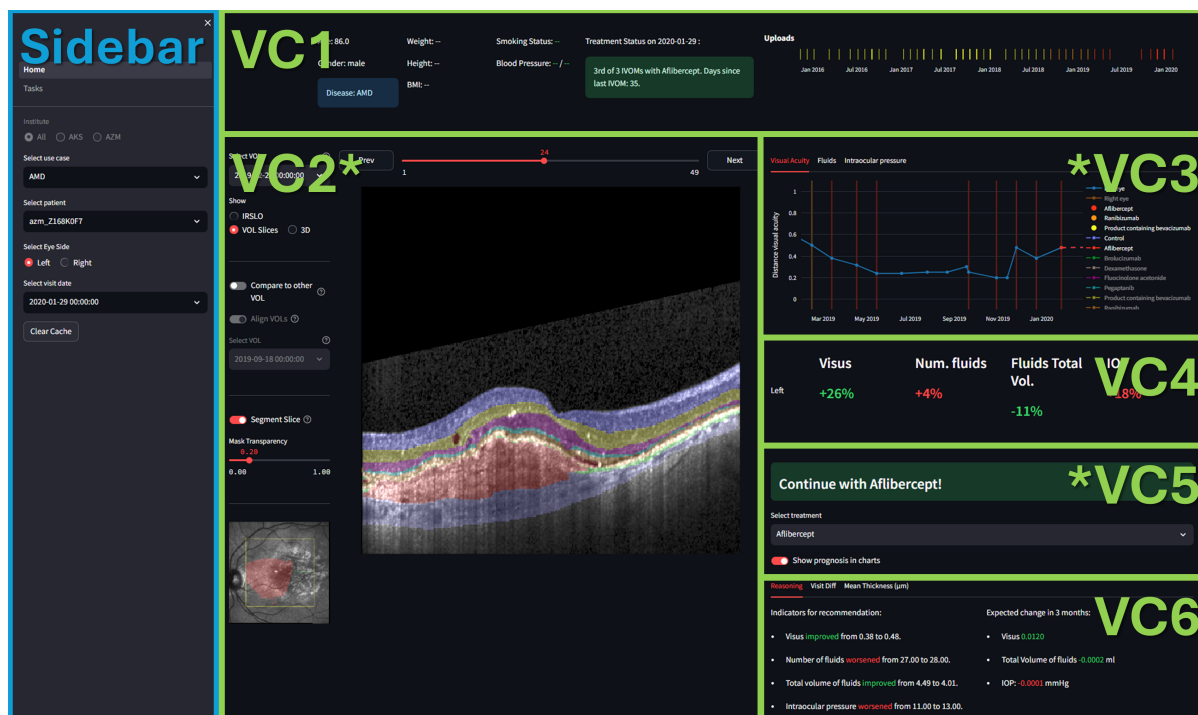 Sidebar
×
Home
Tasks
Institute
All AKS AZM
Select use case
AMD
Select patient
azm_Z168K0F7
Select Eye Side
Left Right
Select visit date
2020-01-29 00:00:00
Clear Cache
VC1
86.0
Gender: male
Disease: AMD
Weight: --
Height: --
BMI: --
Smoking Status: --
Blood Pressure: -- / --
Treatment Status on 2020-01-29 :
3rd of 3 IVOMs with Aflibercept. Days since
last IVOM: 35.
Uploads
Jan 2016 Jul 2016 Jan 2017 Jul 2017 Jan 2018 Jul 2018 Jan 2019 Jul 2019 Jan 2020
VC2*
Select VOL
00:00:00
Show
IRSLO
VOL Slices 3D
Compare to other
VOL
Align VOLs
Select VOL
2019-09-18 00:00:00
Segment Slice
Mask Transparency
0.20
0.00 1.00
Prev
24
1 49
Next
*VC3
Visual Acuity Fluids Intraocular pressure
Distance visual acuity
1
0.8
0.6
0.4
0.2
0
Mar 2019 May 2019 Jul 2019 Sep 2019 Nov 2019 Jan 2020
eye
Right eye
Aflibercept
Ranibizumab
Product containing bevacizumab
Control
Aflibercept
Brolucizumab
Dexamethasone
Fluocinolone acetonide
Pegaptanib
Product containing bevacizumab
Ranibizumab
VC4
Visus Num. fluids Fluids Total
Vol.
Left +26% +4% -11% 18%
*VC5
Continue with Aflibercept!
Select treatment
Aflibercept
Show prognosis in charts
VC6
Reasoning Visit Diff Mean Thickness (μm)
Indicators for recommendation:
• Visus improved from 0.38 to 0.48.
• Number of fluids worsened from 27.00 to 28.00.
• Total volume of fluids improved from 4.49 to 4.01.
• Intraocular pressure worsened from 11.00 to 13.00.
Expected change in 3 months:
• Visus 0.0120
• Total Volume of fluids -0.0002 ml
• IOP: -0.0001 mmHg